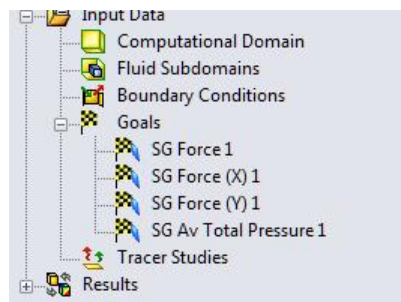 Input Data
Computational Domain
Fluid Subdomains
Boundary Conditions
Goals
SG Force 1
SG Force (X) 1
SG Force (Y) 1
SG Av Total Pressure 1
Tracer Studies
Results